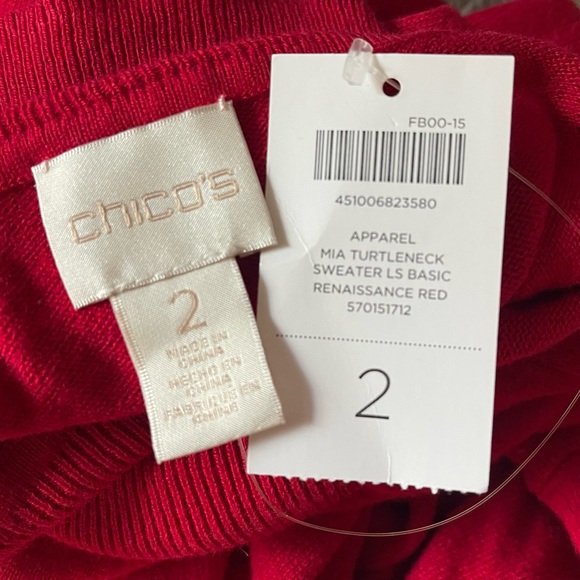 chico's
2
MADE IN
CHINA
HECHO EN
CHINA
FABRIQUE EN
CHINE
FB00-15
451006823580
APPAREL
MIA TURTLENECK
SWEATER LS BASIC
RENAISSANCE RED
570151712
2